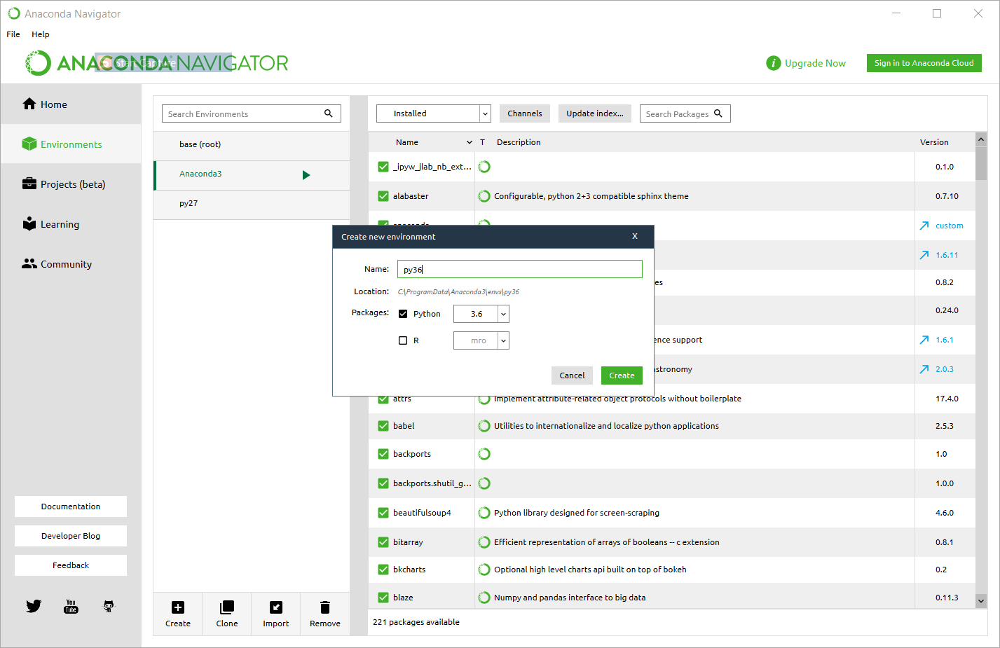 Anaconda Navigator
File Help
ANACONDA NAVIGATOR
Start Capture
i Upgrade Now Sign in to Anaconda Cloud
Home
Environments
Projects (beta)
Learning
Community
Documentation
Developer Blog
Feedback
You
Tube
Search Environments
base (root)
Anaconda3
py27
Create Clone Import Remove
Installed Channels Update index... Search Packages
Name T Description Version
_ipyw_jlab_nb_ext... 0.1.0
alabaster Configurable, python 2+3 compatible sphinx theme 0.7.10
anaconda custom
1.6.11
es 0.8.2
0.24.0
ence support 1.6.1
astronomy 2.0.3
attrs Implement attribute-related object protocols without boilerplate 17.4.0
babel Utilities to internationalize and localize python applications 2.5.3
backports 1.0
backports.shutil_g... 1.0.0
beautifulsoup4 Python library designed for screen-scraping 4.6.0
bitarray Efficient representation of arrays of booleans -- c extension 0.8.1
bkcharts Optional high level charts api built on top of bokeh 0.2
blaze Numpy and pandas interface to big data 0.11.3
221 packages available
Create new environment X
Name: py36
Location: C:\ProgramData\Anaconda3\envs\py36
Packages: Python 3.6
R mro
Cancel Create